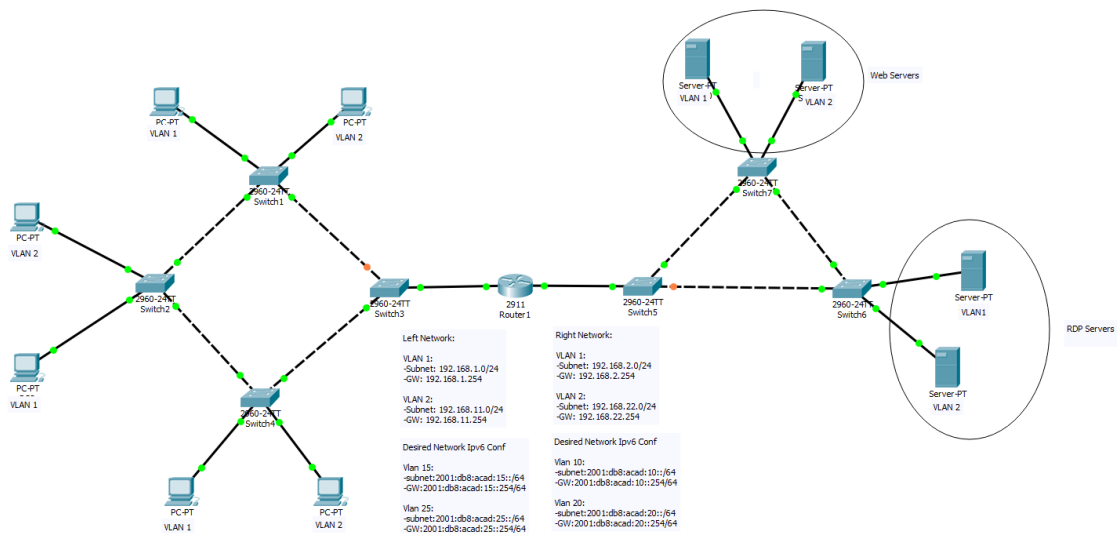 PC-PT
VLAN 1
PC-PT
VLAN 2
2960-24TT
Switch1
Server-PT
VLAN 1
Server-PT
VLAN 2
Web Servers
2960-24TT
Switch7
PC-PT
VLAN 2
2960-24TT
Switch2
2960-24TT
Switch3
2911
Router1
2960-24TT
Switch5
2960-24TT
Switch6
Server-PT
VLAN1
RDP Servers
Server-PT
VLAN 2
PC-PT
VLAN 1
2960-24TT
Switch4
PC-PT
VLAN 1
PC-PT
VLAN 2
Left Network:
VLAN 1:
-Subnet: 192.168.1.0/24
-GW: 192.168.1.254
VLAN 2:
-Subnet: 192.168.11.0/24
-GW: 192.168.11.254
Right Network:
VLAN 1:
-Subnet: 192.168.2.0/24
-GW: 192.168.2.254
VLAN 2:
-Subnet: 192.168.22.0/24
-GW: 192.168.22.254
Desired Network Ipv6 Conf
Vlan 15:
-subnet:2001:db8:acad:15::/64
-GW:2001:db8:acad:15::254/64
Vlan 25:
-subnet:2001:db8:acad:25::/64
-GW:2001:db8:acad:25::254/64
Desired Network Ipv6 Conf
Vlan 10:
-subnet:2001:db8:acad:10::/64
-GW:2001:db8:acad:10::254/64
Vlan 20:
-subnet:2001:db8:acad:20::/64
-GW:2001:db8:acad:20::254/64